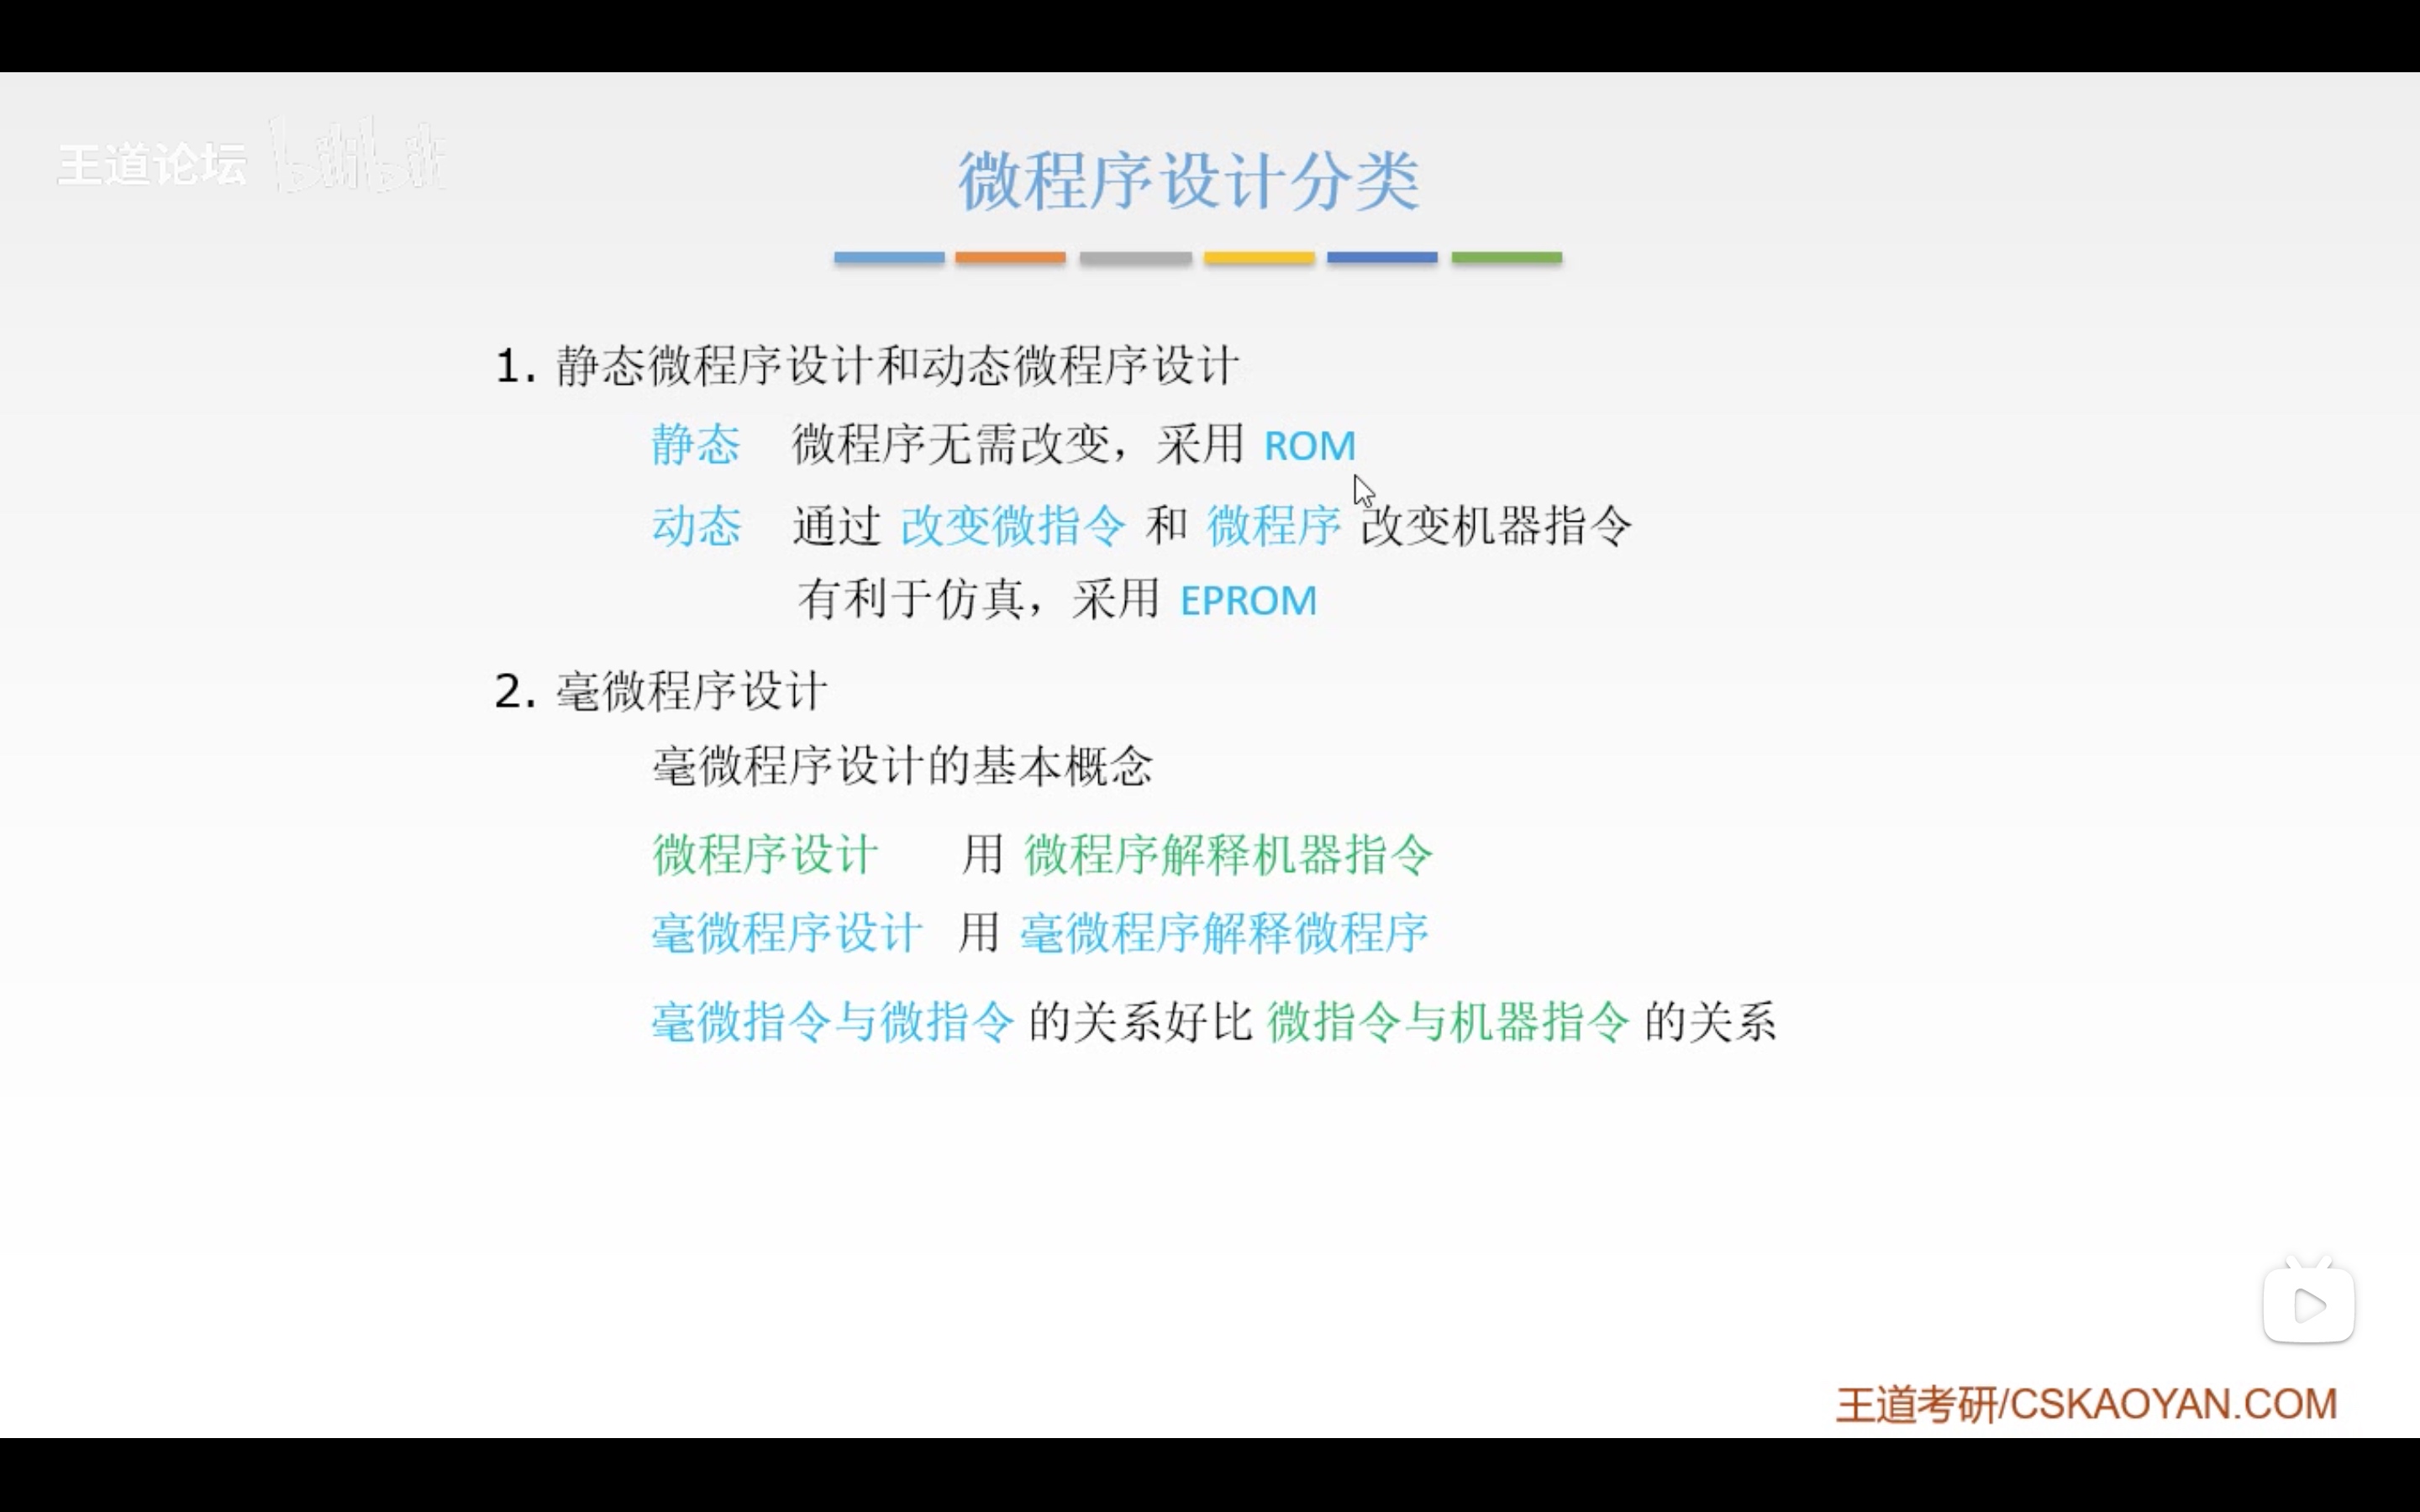 王道论坛 bilibili
微程序设计分类
1. 静态微程序设计和动态微程序设计
静态 微程序无需改变，采用 ROM
动态 通过 改变微指令 和 微程序 改变机器指令
有利于仿真，采用 EPROM
2. 毫微程序设计
毫微程序设计的基本概念
微程序设计 用 微程序解释机器指令
毫微程序设计 用 毫微程序解释微程序
毫微指令与微指令 的关系好比 微指令与机器指令 的关系
王道考研/CSKAOYAN.COM